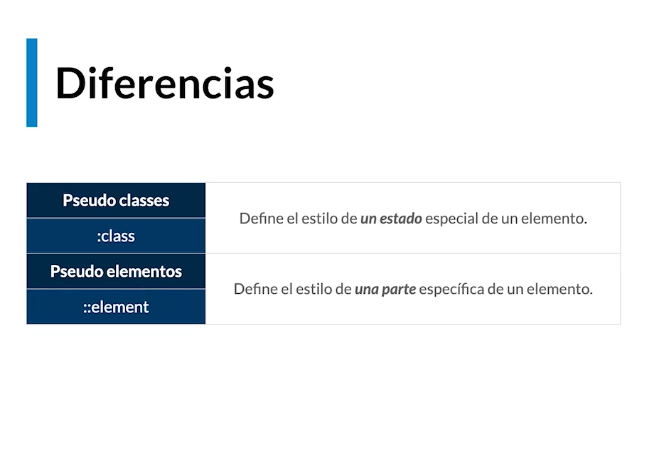 Diferencias
Pseudo classes
:class
Define el estilo de un estado especial de un elemento.
Pseudo elementos
::element
Define el estilo de una parte específica de un elemento.